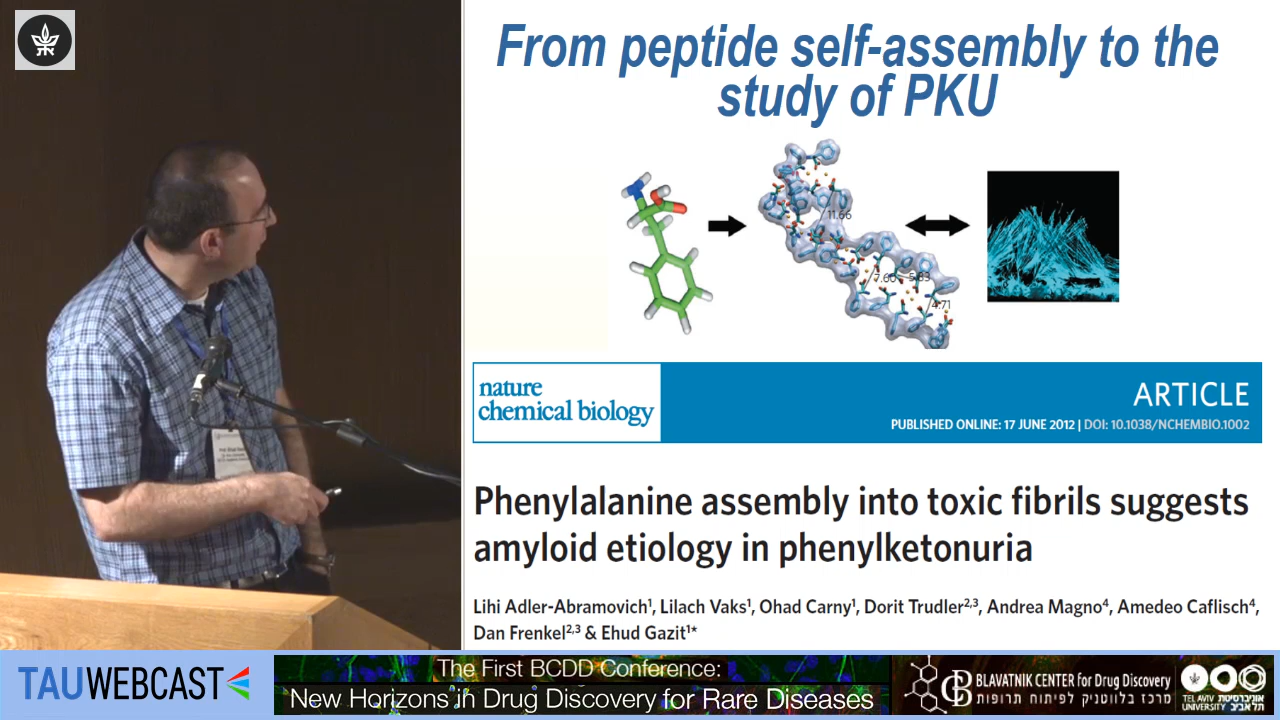 From peptide self-assembly to the
study of PKU
11.66
7.60
5.83
4.71
nature
chemical biology
ARTICLE
PUBLISHED ONLINE: 17 JUNE 2012 | DOI: 10.1038/NCHEMBIO.1002
Phenylalanine assembly into toxic fibrils suggests
amyloid etiology in phenylketonuria
Lihi Adler-Abramovich¹, Lilach Vaks¹, Ohad Carny¹, Dorit Trudler²,³, Andrea Magno⁴, Amedeo Caflisch⁴,
Dan Frenkel²,³ & Ehud Gazit¹*
TAUWEBCAST
The First BCDD Conference:
New Horizons in Drug Discovery for Rare Diseases
BLAVATNIK CENTER for Drug Discovery
מרכז בלווטניק לפיתוח תרופות
TEL AVIV UNIVERSITY
אוניברסיטת תל אביב